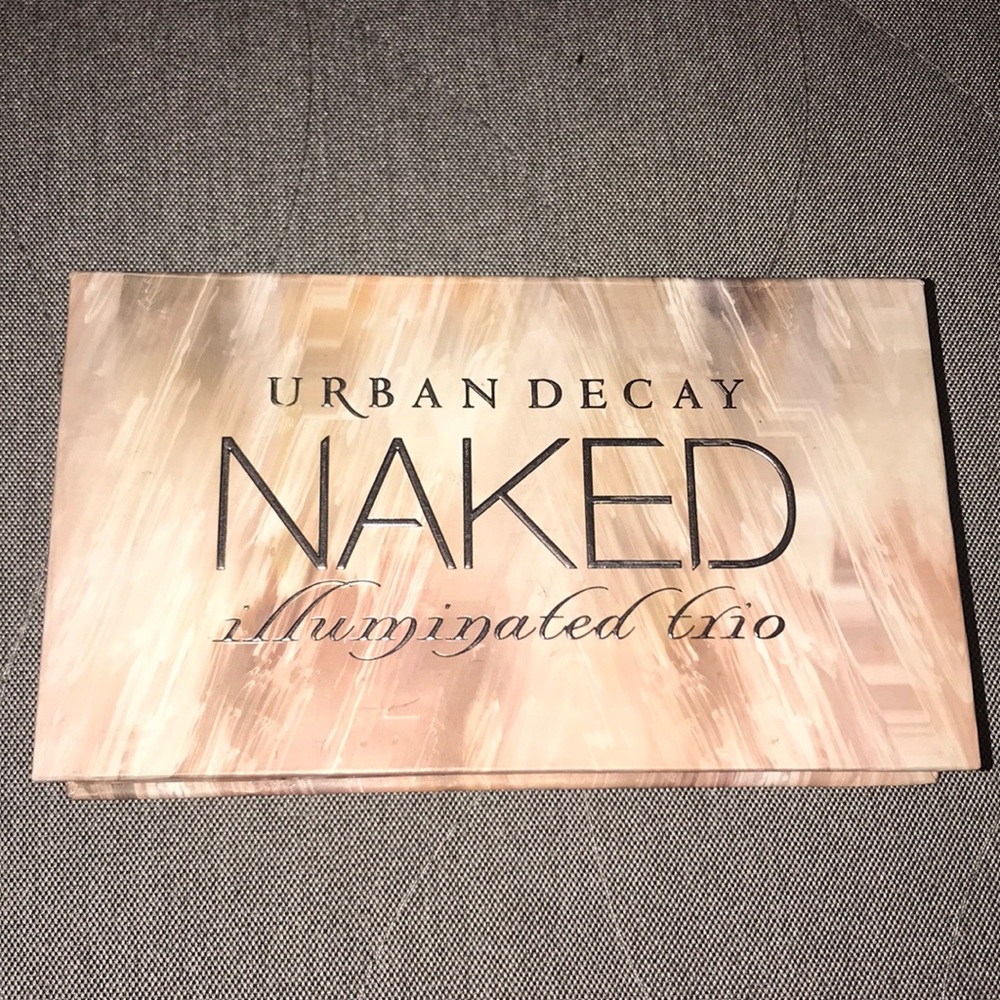 URBAN DECAY
NAKED
illuminated trio